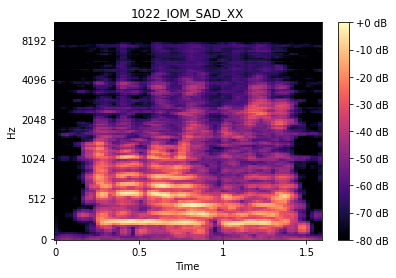 1022_IOM_SAD_XX
+0 dB
8192
-10 dB
4096
-20 dB
-30 dB
2048
Hz
-40 dB
1024
-50 dB
512
-60 dB
-70 dB
0
-80 dB
0
0.5
1
1.5
Time